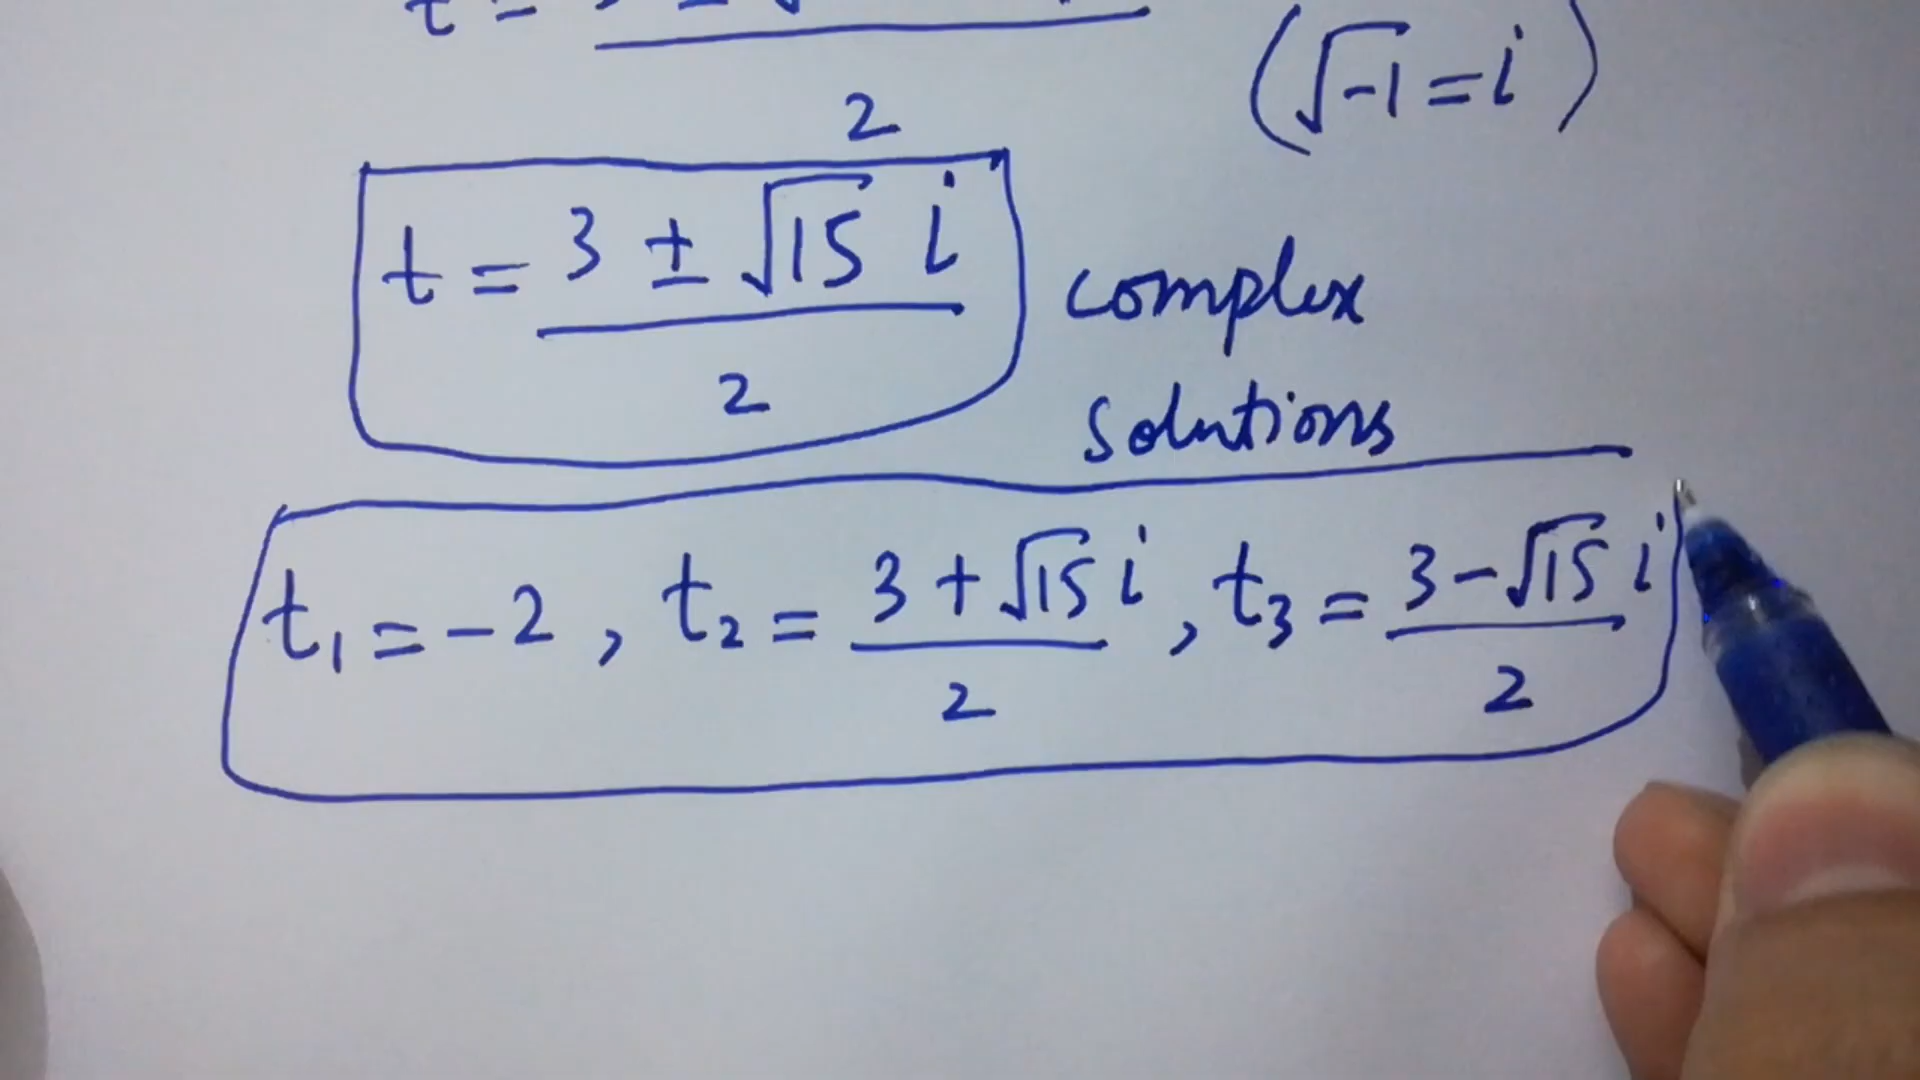 t =
2
(√-1 = i)
t = 3 ± √15 i / 2
complex
solutions
t₁ = -2, t₂ = 3 + √15 i / 2, t₃ = 3 - √15 i / 2